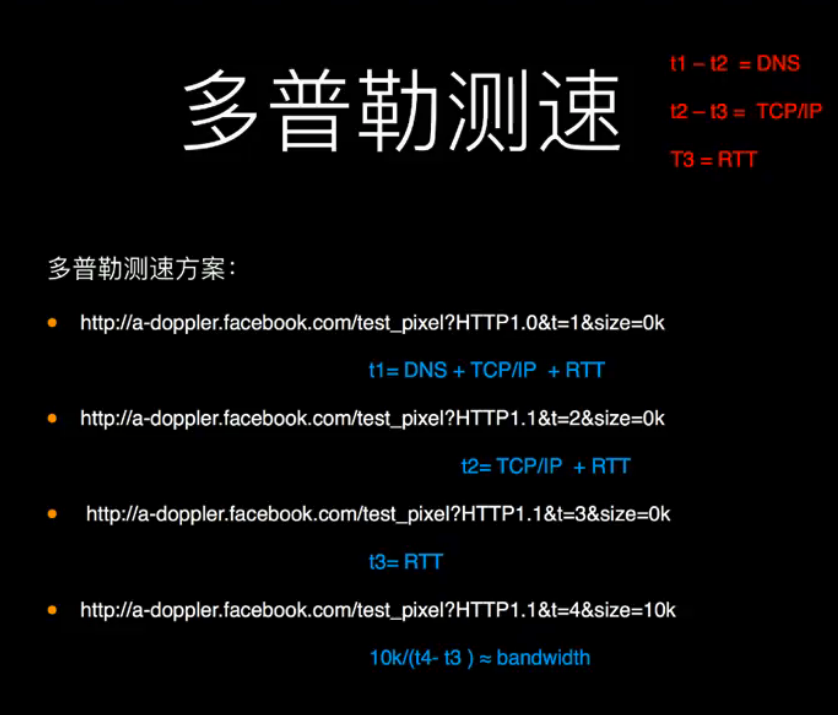 多普勒测速
t1 – t2 = DNS
t2 – t3 = TCP/IP
T3 = RTT
多普勒测速方案：
• http://a-doppler.facebook.com/test_pixel?HTTP1.0&t=1&size=0k
t1= DNS + TCP/IP + RTT
• http://a-doppler.facebook.com/test_pixel?HTTP1.1&t=2&size=0k
t2= TCP/IP + RTT
• http://a-doppler.facebook.com/test_pixel?HTTP1.1&t=3&size=0k
t3= RTT
• http://a-doppler.facebook.com/test_pixel?HTTP1.1&t=4&size=10k
10k/(t4- t3 ) ≈ bandwidth